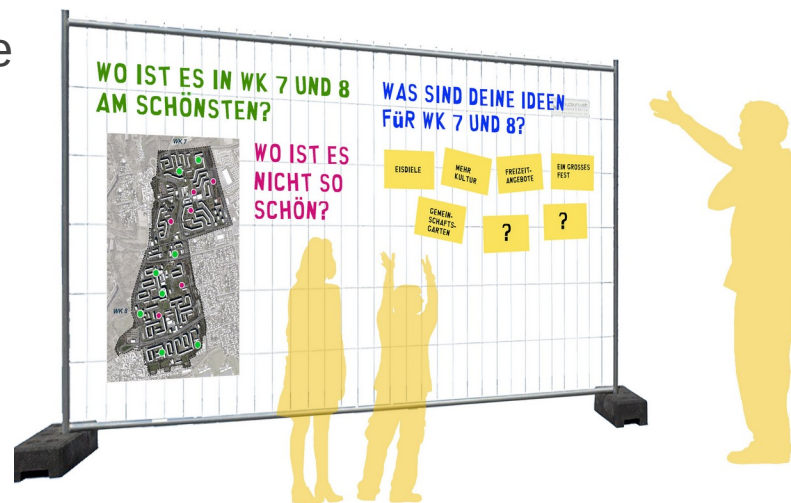 e
WO IST ES IN WK 7 UND 8
AM SCHÖNSTEN?
WK 7
WK 8
WO IST ES
NICHT SO
SCHÖN?
WAS SIND DEINE IDEEN
FÜR WK 7 UND 8?
EISDIELE
MEHR
KULTUR
FREIZEIT-
ANGEBOTE
EIN GROSSES
FEST
GEMEIN-
SCHAFTS-
GARTEN
?
?